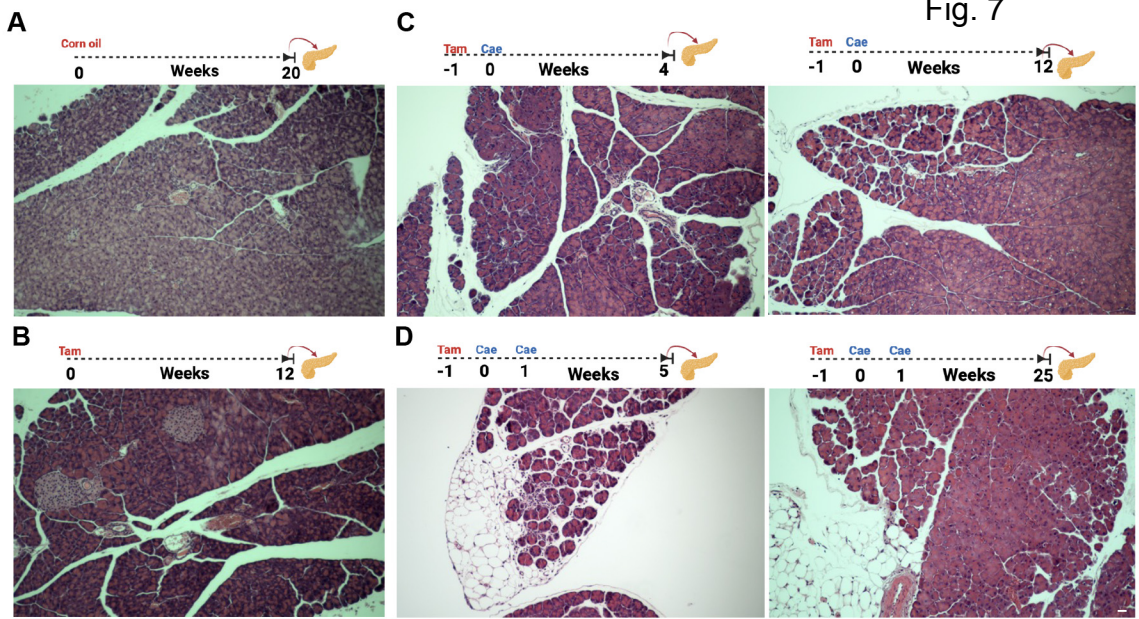 Fig. 7
A
Corn oil
0 Weeks 20
C
Tam Cae
-1 0 Weeks 4
Tam Cae
-1 0 Weeks 12
B
Tam
0 Weeks 12
D
Tam Cae Cae
-1 0 1 Weeks 5
Tam Cae Cae
-1 0 1 Weeks 25